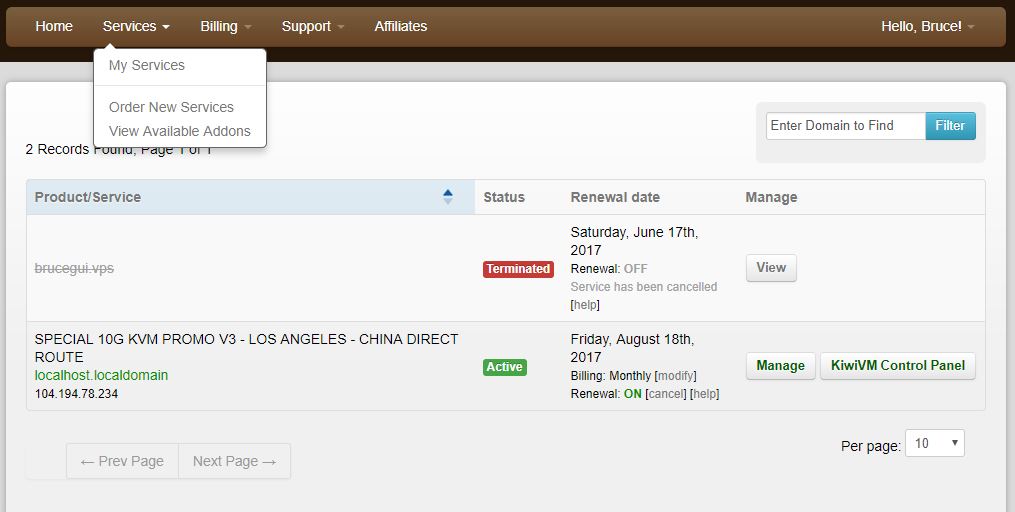 Home Services Billing Support Affiliates Hello, Bruce!
My Services
Order New Services
View Available Addons
Enter Domain to Find Filter
2 Records Found, Page 1 of 1
Product/Service Status Renewal date Manage
brucegui.vps
Terminated
Saturday, June 17th,
2017
Renewal: OFF
Service has been cancelled
[help]
View
SPECIAL 10G KVM PROMO V3 - LOS ANGELES - CHINA DIRECT
ROUTE
localhost.localdomain
104.194.78.234
Active
Friday, August 18th,
2017
Billing: Monthly [modify]
Renewal: ON [cancel] [help]
Manage KiwiVM Control Panel
← Prev Page Next Page →
Per page: 10